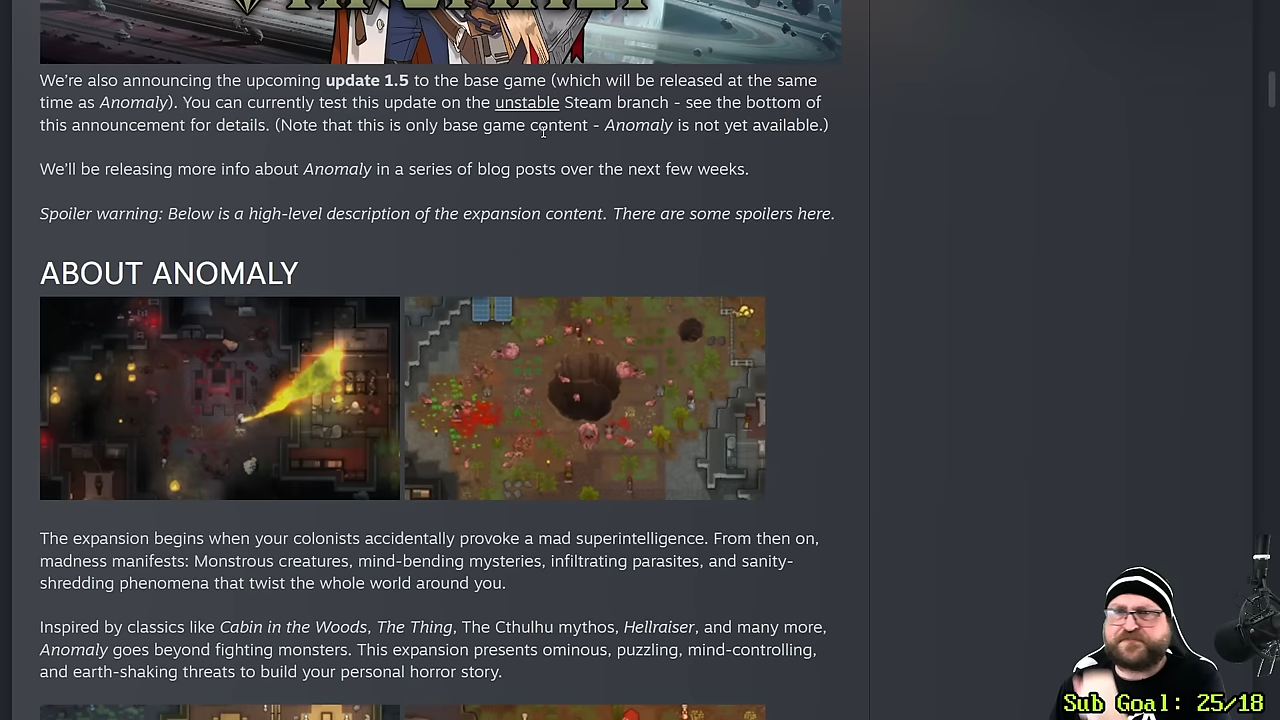 We're also announcing the upcoming update 1.5 to the base game (which will be released at the same
time as Anomaly). You can currently test this update on the unstable Steam branch - see the bottom of
this announcement for details. (Note that this is only base game content - Anomaly is not yet available.)
We'll be releasing more info about Anomaly in a series of blog posts over the next few weeks.
Spoiler warning: Below is a high-level description of the expansion content. There are some spoilers here.
ABOUT ANOMALY
The expansion begins when your colonists accidentally provoke a mad superintelligence. From then on,
madness manifests: Monstrous creatures, mind-bending mysteries, infiltrating parasites, and sanity-
shredding phenomena that twist the whole world around you.
Inspired by classics like Cabin in the Woods, The Thing, The Cthulhu mythos, Hellraiser, and many more,
Anomaly goes beyond fighting monsters. This expansion presents ominous, puzzling, mind-controlling,
and earth-shaking threats to build your personal horror story.
Sub Goal: 25/18